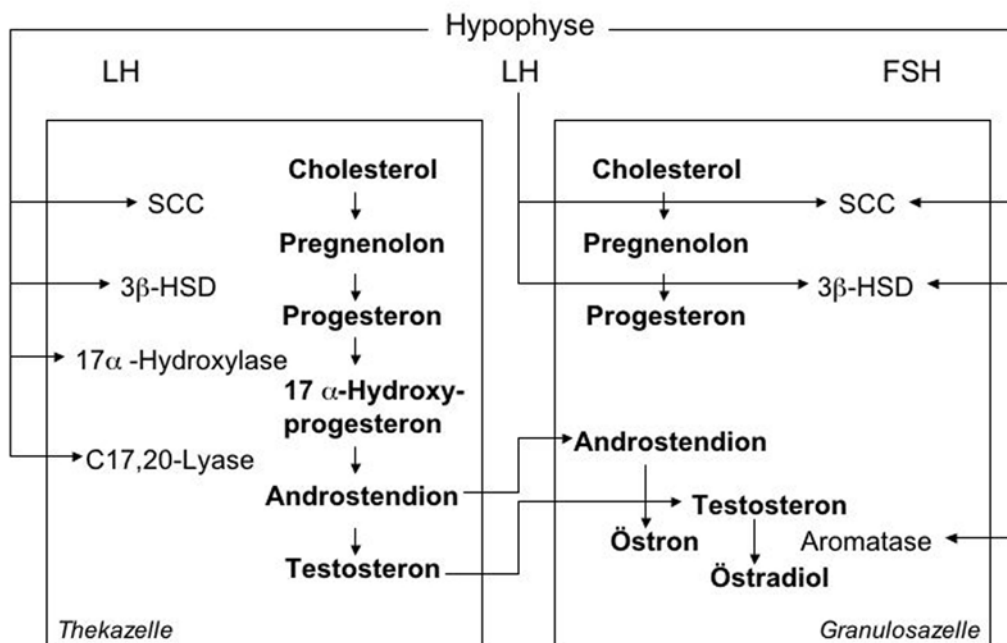 Hypophyse
LH
LH
FSH
Cholesterol
SCC
Pregnenolon
3β-HSD
Progesteron
17α -Hydroxylase
17 α-Hydroxy-
progesteron
C17,20-Lyase
Androstendion
Testosteron
Thekazelle
Cholesterol
SCC
Pregnenolon
3β-HSD
Progesteron
Androstendion
Testosteron
Östron
Aromatase
Östradiol
Granulosazelle